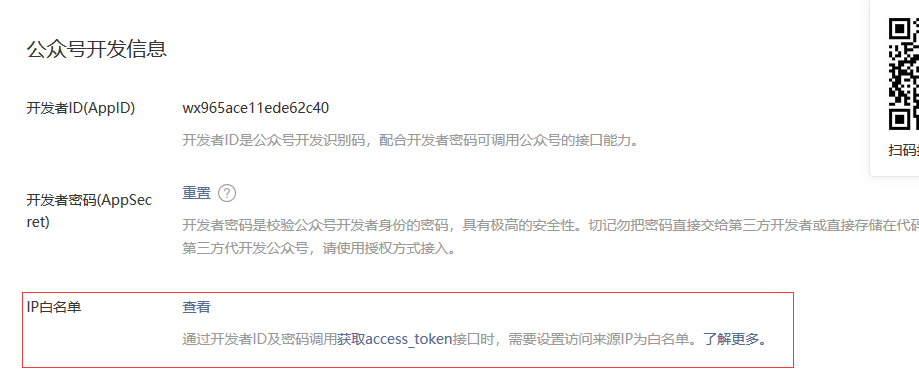 公众号开发信息
开发者ID(AppID)
wx965ace11ede62c40
开发者ID是公众号开发识别码，配合开发者密码可调用公众号的接口能力。
扫码
开发者密码(AppSec
ret)
重置 ?
开发者密码是校验公众号开发者身份的密码，具有极高的安全性。切记勿把密码直接交给第三方开发者或直接存储在代码
第三方代开发公众号，请使用授权方式接入。
IP白名单
查看
通过开发者ID及密码调用获取access_token接口时，需要设置访问来源IP为白名单。了解更多。